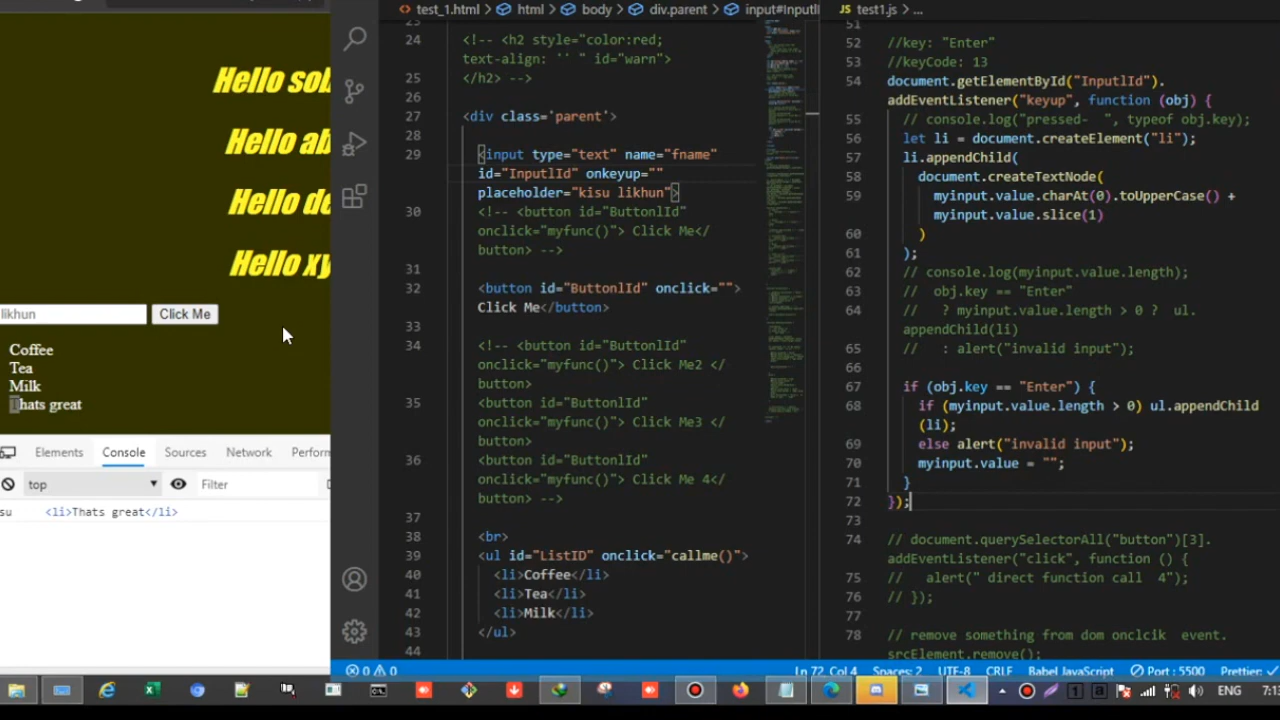 Hello sob
Hello ab
Hello de
Hello xy
likhun
Click Me
Coffee
Tea
Milk
Thats great
Elements Console Sources Network Perform
top Filter
su <li>Thats great</li>
test_1.html > html > body > div.parent > input#InputlI
24 <!-- <h2 style="color:red;
text-align: '' " id="warn">
25 </h2> -->
26
27 <div class='parent'>
28
29 <input type="text" name="fname"
id="InputlId" onkeyup=""
placeholder="kisu likhun">
30 <!-- <button id="ButtonlId"
onclick="myfunc()"> Click Me</
button> -->
31
32 <button id="ButtonlId" onclick="">
Click Me</button>
33
34 <!-- <button id="ButtonlId"
onclick="myfunc()"> Click Me2 </
button>
35 <button id="ButtonlId"
onclick="myfunc()"> Click Me3 </
button>
36 <button id="ButtonlId"
onclick="myfunc()"> Click Me 4</
button> -->
37
38 <br>
39 <ul id="ListID" onclick="callme()">
40 <li>Coffee</li>
41 <li>Tea</li>
42 <li>Milk</li>
43 </ul>
44
JS test1.js > ...
51
52 //key: "Enter"
53 //keyCode: 13
54 document.getElementById("InputlId").
addEventListener("keyup", function (obj) {
55 // console.log("pressed- ", typeof obj.key);
56 let li = document.createElement("li");
57 li.appendChild(
58 document.createTextNode(
59 myinput.value.charAt(0).toUpperCase() +
myinput.value.slice(1)
60 )
61 );
62 // console.log(myinput.value.length);
63 // obj.key == "Enter"
64 // ? myinput.value.length > 0 ? ul.
appendChild(li)
65 // : alert("invalid input");
66
67 if (obj.key == "Enter") {
68 if (myinput.value.length > 0) ul.appendChild
(li);
69 else alert("invalid input");
70 myinput.value = "";
71 }
72 });
73
74 // document.querySelectorAll("button")[3].
addEventListener("click", function () {
75 // alert(" direct function call 4");
76 // });
77
78 // remove something from dom onclcik event.
srcElement.remove();
0 0 Ln 72, Col 4 Spaces: 2 UTF-8 CRLF Babel JavaScript Port : 5500 Prettier:
ENG 7:13